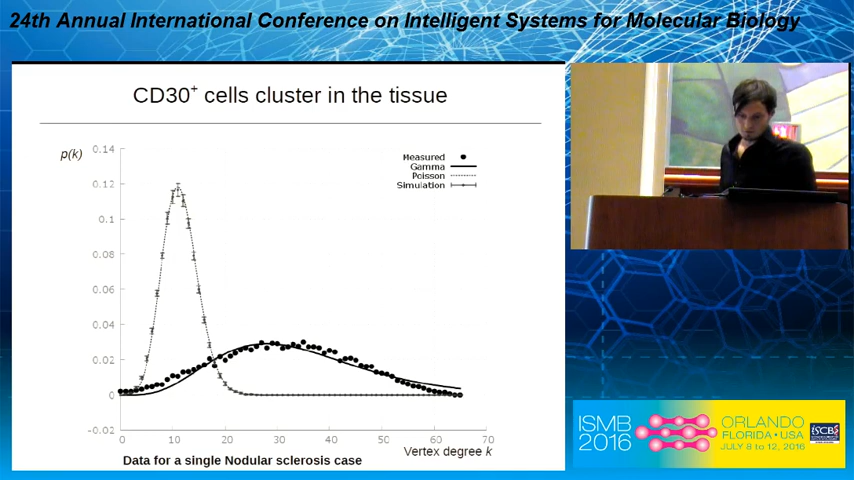 24th Annual International Conference on Intelligent Systems for Molecular Biology
CD30+ cells cluster in the tissue
p(k)
0.14
0.12
0.1
0.08
0.06
0.04
0.02
0
-0.02
0 10 20 30 40 50 60 70
Measured
Gamma
Poisson
Simulation
Vertex degree k
Data for a single Nodular sclerosis case
ISMB
2016
ORLANDO
FLORIDA • USA
JULY 8 to 12, 2016
ISCB